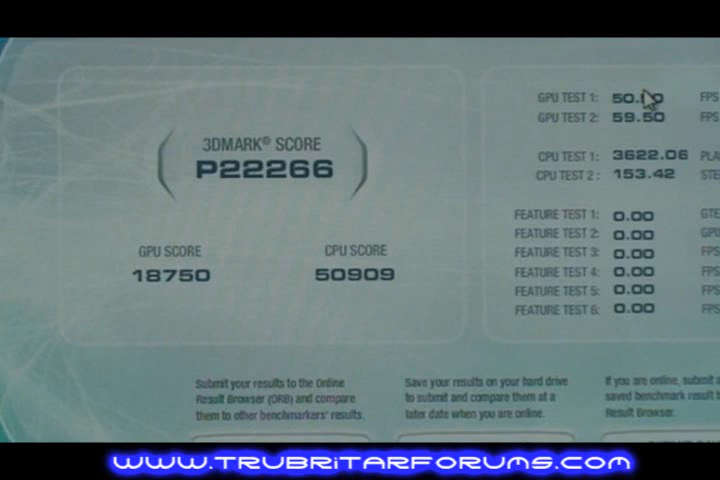 3DMARK® SCORE
P22266
GPU SCORE
18750
CPU SCORE
50909
GPU TEST 1: FPS
GPU TEST 2: 59.50 FPS
CPU TEST 1: 3622.06
CPU TEST 2: 153.42
FEATURE TEST 1: 0.00
FEATURE TEST 2: 0.00
FEATURE TEST 3: 0.00 FPS
FEATURE TEST 4: 0.00 FPS
FEATURE TEST 5: 0.00 FPS
FEATURE TEST 6: 0.00 FPS
Submit your results to the Online
Result Browser (ORB) and compare
them to other benchmarkers' results.
Save your results on your hard drive
to submit and compare them at a
later date when you are online.
If you are online, submit
saved benchmark result
Result Browser.
WWW.TRUBRITARFORUMS.COM